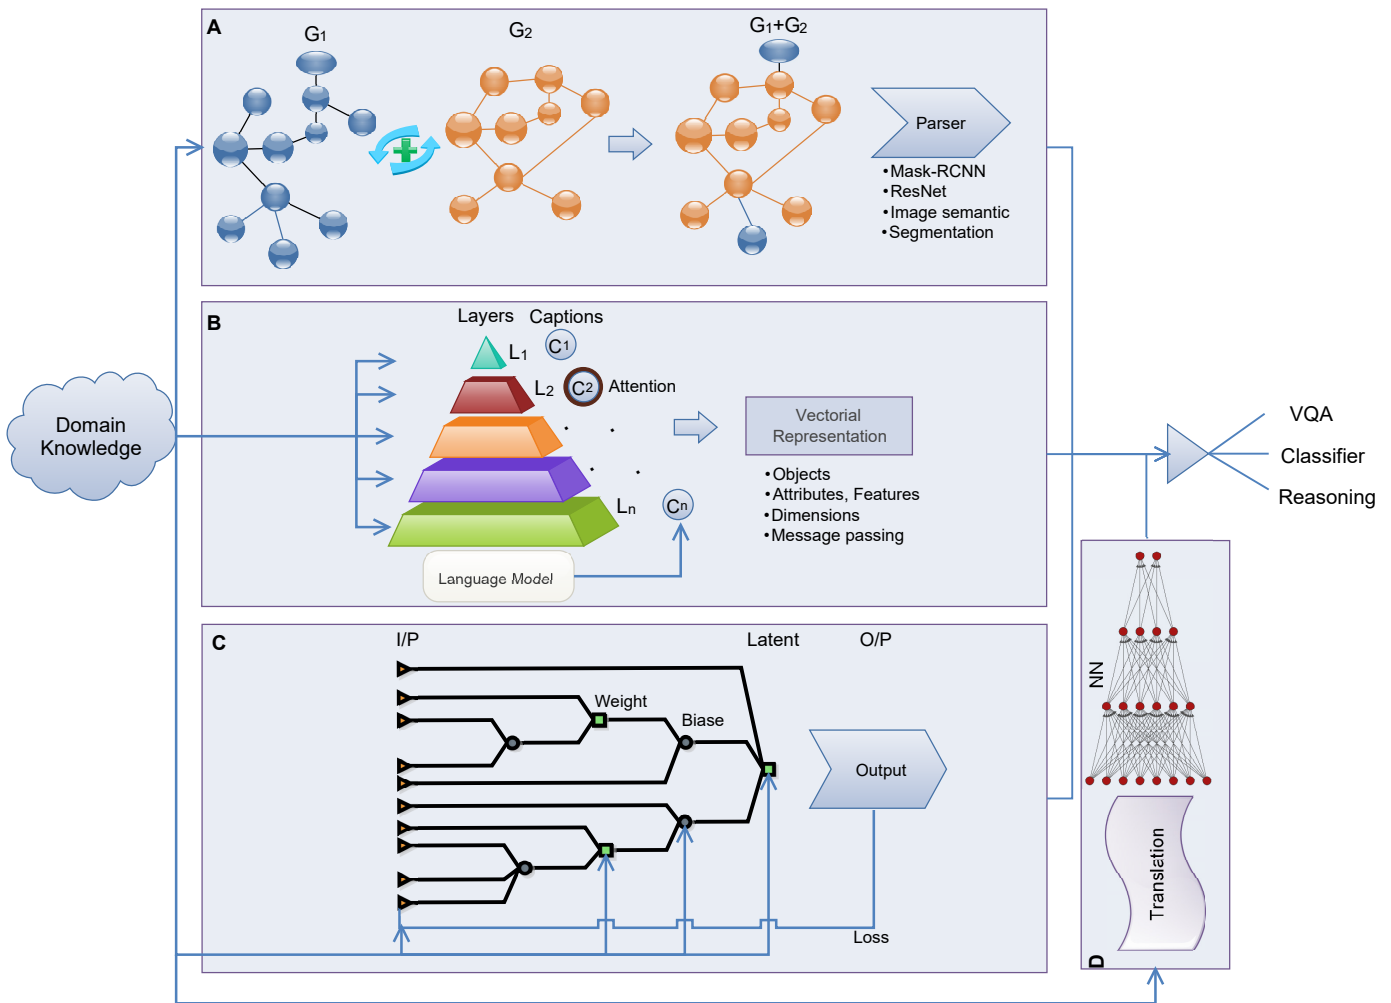 A
G1
G2
G1+G2
Parser
•Mask-RCNN
•ResNet
•Image semantic
•Segmentation
B
Layers
Captions
L1
C1
L2
C2
Attention
Ln
Cn
Language Model
Vectorial
Representation
•Objects
•Attributes, Features
•Dimensions
•Message passing
Domain
Knowledge
VQA
Classifier
Reasoning
C
I/P
Latent
O/P
Weight
Biase
Output
Loss
NN
Translation
D